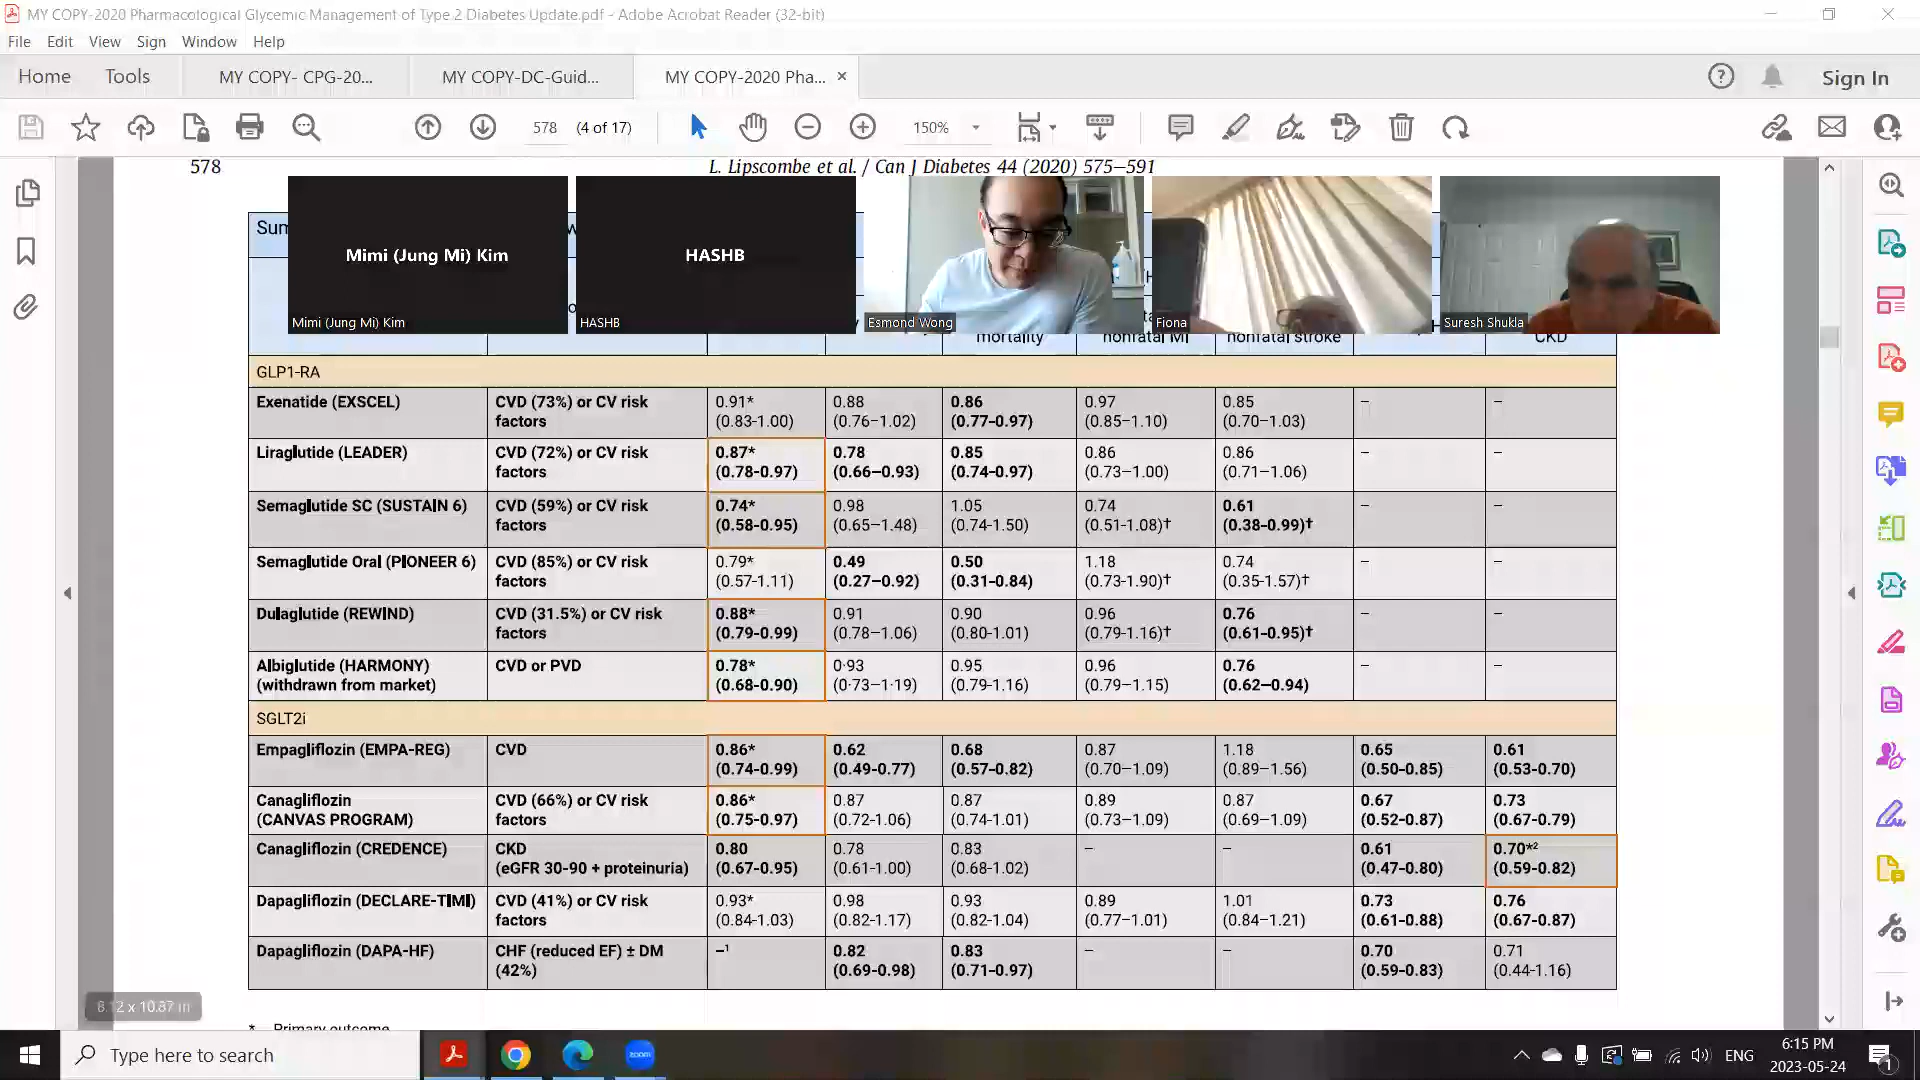 MY COPY-2020 Pharmacological Glycemic Management of Type 2 Diabetes Update.pdf - Adobe Acrobat Reader (32-bit)
File Edit View Sign Window Help
Home Tools MY COPY- CPG-20... MY COPY-DC-Guid... MY COPY-2020 Pha... × Sign In
578 (4 of 17) 150%
578 L. Lipscombe et al. / Can J Diabetes 44 (2020) 575–591
Mimi (Jung Mi) Kim HASHB
Mimi (Jung Mi) Kim HASHB Esmond Wong Fiona Suresh Shukla
mortality nonfatal MI nonfatal stroke CKD
GLP1-RA
Exenatide (EXSCEL) CVD (73%) or CV risk 0.91* 0.88 0.86 0.97 0.85 – –
factors (0.83-1.00) (0.76–1.02) (0.77-0.97) (0.85–1.10) (0.70–1.03)
Liraglutide (LEADER) CVD (72%) or CV risk 0.87* 0.78 0.85 0.86 0.86 – –
factors (0.78-0.97) (0.66–0.93) (0.74-0.97) (0.73–1.00) (0.71–1.06)
Semaglutide SC (SUSTAIN 6) CVD (59%) or CV risk 0.74* 0.98 1.05 0.74 0.61 – –
factors (0.58-0.95) (0.65–1.48) (0.74-1.50) (0.51-1.08)† (0.38-0.99)†
Semaglutide Oral (PIONEER 6) CVD (85%) or CV risk 0.79* 0.49 0.50 1.18 0.74 – –
factors (0.57-1.11) (0.27–0.92) (0.31-0.84) (0.73-1.90)† (0.35-1.57)†
Dulaglutide (REWIND) CVD (31.5%) or CV risk 0.88* 0.91 0.90 0.96 0.76 – –
factors (0.79-0.99) (0.78–1.06) (0.80-1.01) (0.79-1.16)† (0.61-0.95)†
Albiglutide (HARMONY) CVD or PVD 0.78* 0·93 0.95 0.96 0.76 – –
(withdrawn from market) (0.68-0.90) (0·73–1·19) (0.79-1.16) (0.79–1.15) (0.62–0.94)
SGLT2i
Empagliflozin (EMPA-REG) CVD 0.86* 0.62 0.68 0.87 1.18 0.65 0.61
(0.74-0.99) (0.49-0.77) (0.57-0.82) (0.70–1.09) (0.89–1.56) (0.50-0.85) (0.53-0.70)
Canagliflozin CVD (66%) or CV risk 0.86* 0.87 0.87 0.89 0.87 0.67 0.73
(CANVAS PROGRAM) factors (0.75-0.97) (0.72-1.06) (0.74-1.01) (0.73–1.09) (0.69–1.09) (0.52-0.87) (0.67-0.79)
Canagliflozin (CREDENCE) CKD 0.80 0.78 0.83 – – 0.61 0.70*²
(eGFR 30-90 + proteinuria) (0.67-0.95) (0.61-1.00) (0.68-1.02) (0.47-0.80) (0.59-0.82)
Dapagliflozin (DECLARE-TIMI) CVD (41%) or CV risk 0.93* 0.98 0.93 0.89 1.01 0.73 0.76
factors (0.84-1.03) (0.82-1.17) (0.82-1.04) (0.77–1.01) (0.84-1.21) (0.61-0.88) (0.67-0.87)
Dapagliflozin (DAPA-HF) CHF (reduced EF) ± DM –¹ 0.82 0.83 – – 0.70 0.71
(42%) (0.69-0.98) (0.71-0.97) (0.59-0.83) (0.44-1.16)
8.12 x 10.87 in
* Primary outcome
Type here to search zoom ENG 6:15 PM
2023-05-24 1